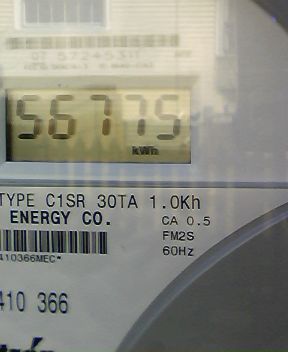 56775
kWh
TYPE C1SR 30TA 1.0Kh
ENERGY CO.
CA 0.5
FM2S
60Hz
410366MEC*
410 366